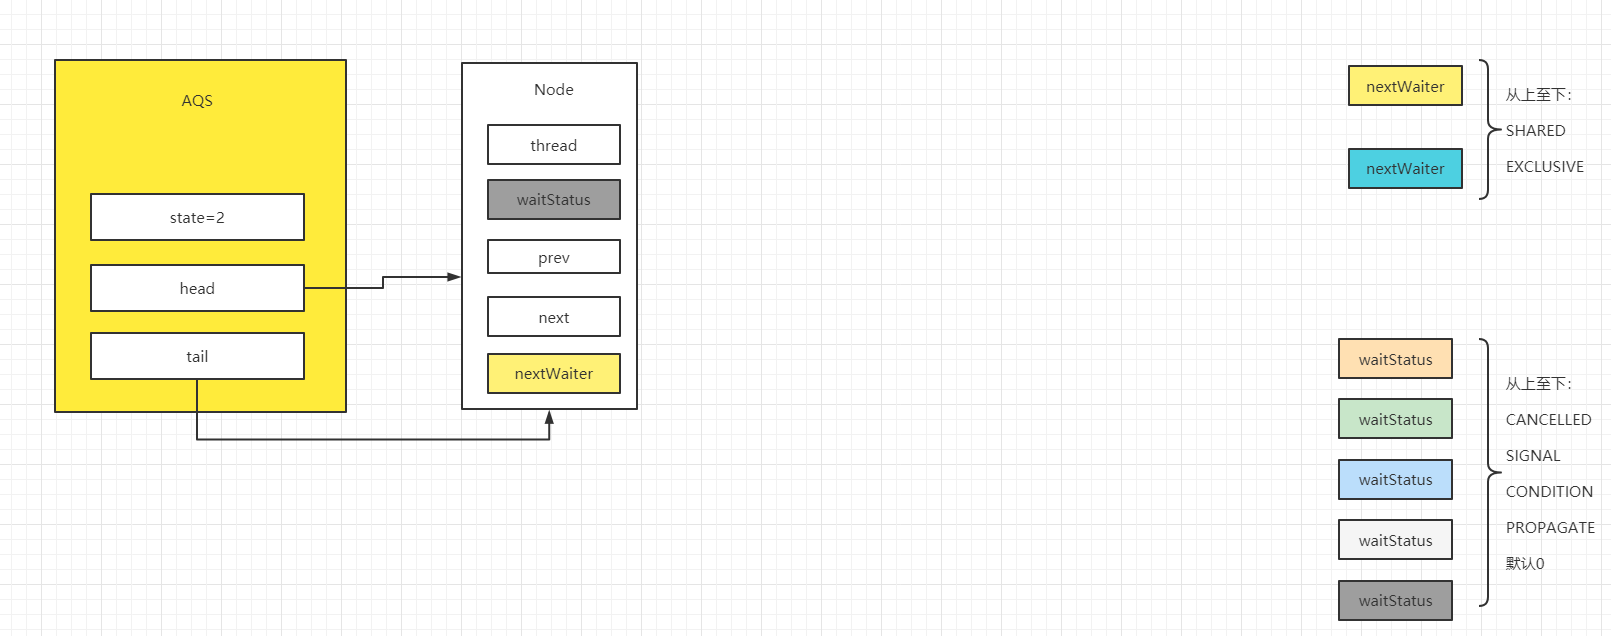 AQS
state=2
head
tail
Node
thread
waitStatus
prev
next
nextWaiter
nextWaiter
nextWaiter
从上至下：
SHARED
EXCLUSIVE
waitStatus
waitStatus
waitStatus
waitStatus
waitStatus
从上至下：
CANCELLED
SIGNAL
CONDITION
PROPAGATE
默认0